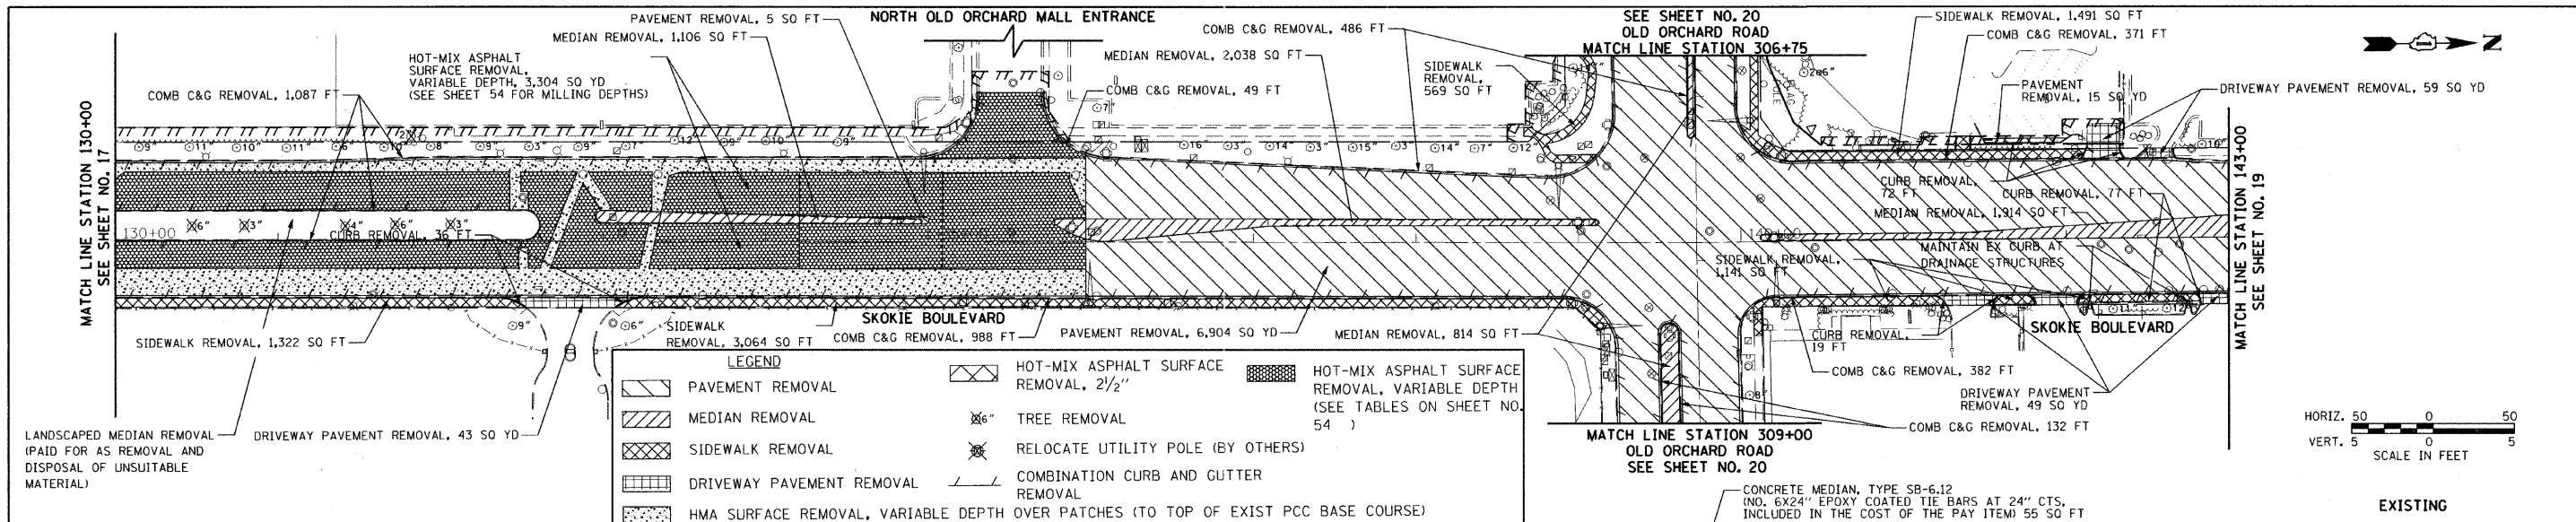 PAVEMENT REMOVAL, 5 SQ FT
NORTH OLD ORCHARD MALL ENTRANCE
COMB C&G REMOVAL, 486 FT
SEE SHEET NO. 20
OLD ORCHARD ROAD
MATCH LINE STATION 306+75
SIDEWALK REMOVAL, 1,491 SQ FT
COMB C&G REMOVAL, 371 FT
N
MEDIAN REMOVAL, 1,106 SQ FT
MEDIAN REMOVAL, 2,038 SQ FT
HOT-MIX ASPHALT
SURFACE REMOVAL,
VARIABLE DEPTH, 3,304 SQ YD
(SEE SHEET 54 FOR MILLING DEPTHS)
SIDEWALK
REMOVAL,
569 SQ FT
PAVEMENT
REMOVAL, 15 SQ YD
DRIVEWAY PAVEMENT REMOVAL, 59 SQ YD
COMB C&G REMOVAL, 1,087 FT
COMB C&G REMOVAL, 49 FT
MATCH LINE STATION 130+00
SEE SHEET NO. 17
MATCH LINE STATION 143+00
SEE SHEET NO. 19
CURB REMOVAL,
72 FT
CURB REMOVAL, 77 FT
MEDIAN REMOVAL, 1,914 SQ FT
130+00
CURB REMOVAL, 36 FT
140+00
MAINTAIN EX CURB AT
DRAINAGE STRUCTURES
SIDEWALK REMOVAL,
1,141 SQ FT
SKOKIE BOULEVARD
SKOKIE BOULEVARD
SIDEWALK REMOVAL, 1,322 SQ FT
SIDEWALK
REMOVAL, 3,064 SQ FT
COMB C&G REMOVAL, 988 FT
PAVEMENT REMOVAL, 6,904 SQ YD
MEDIAN REMOVAL, 814 SQ FT
CURB REMOVAL,
19 FT
COMB C&G REMOVAL, 382 FT
DRIVEWAY PAVEMENT
REMOVAL, 49 SQ YD
COMB C&G REMOVAL, 132 FT
LANDSCAPED MEDIAN REMOVAL
(PAID FOR AS REMOVAL AND
DISPOSAL OF UNSUITABLE
MATERIAL)
DRIVEWAY PAVEMENT REMOVAL, 43 SQ YD
LEGEND
PAVEMENT REMOVAL
MEDIAN REMOVAL
SIDEWALK REMOVAL
DRIVEWAY PAVEMENT REMOVAL
HMA SURFACE REMOVAL, VARIABLE DEPTH OVER PATCHES (TO TOP OF EXIST PCC BASE COURSE)
HOT-MIX ASPHALT SURFACE
REMOVAL, 2 1/2"
6" TREE REMOVAL
RELOCATE UTILITY POLE (BY OTHERS)
COMBINATION CURB AND GUTTER
REMOVAL
HOT-MIX ASPHALT SURFACE
REMOVAL, VARIABLE DEPTH
(SEE TABLES ON SHEET NO.
54 )
MATCH LINE STATION 309+00
OLD ORCHARD ROAD
SEE SHEET NO. 20
HORIZ. 50 0 50
VERT. 5 0 5
SCALE IN FEET
CONCRETE MEDIAN, TYPE SB-6.12
(NO. 6X24" EPOXY COATED TIE BARS AT 24" CTS,
INCLUDED IN THE COST OF THE PAY ITEM) 55 SQ FT
EXISTING